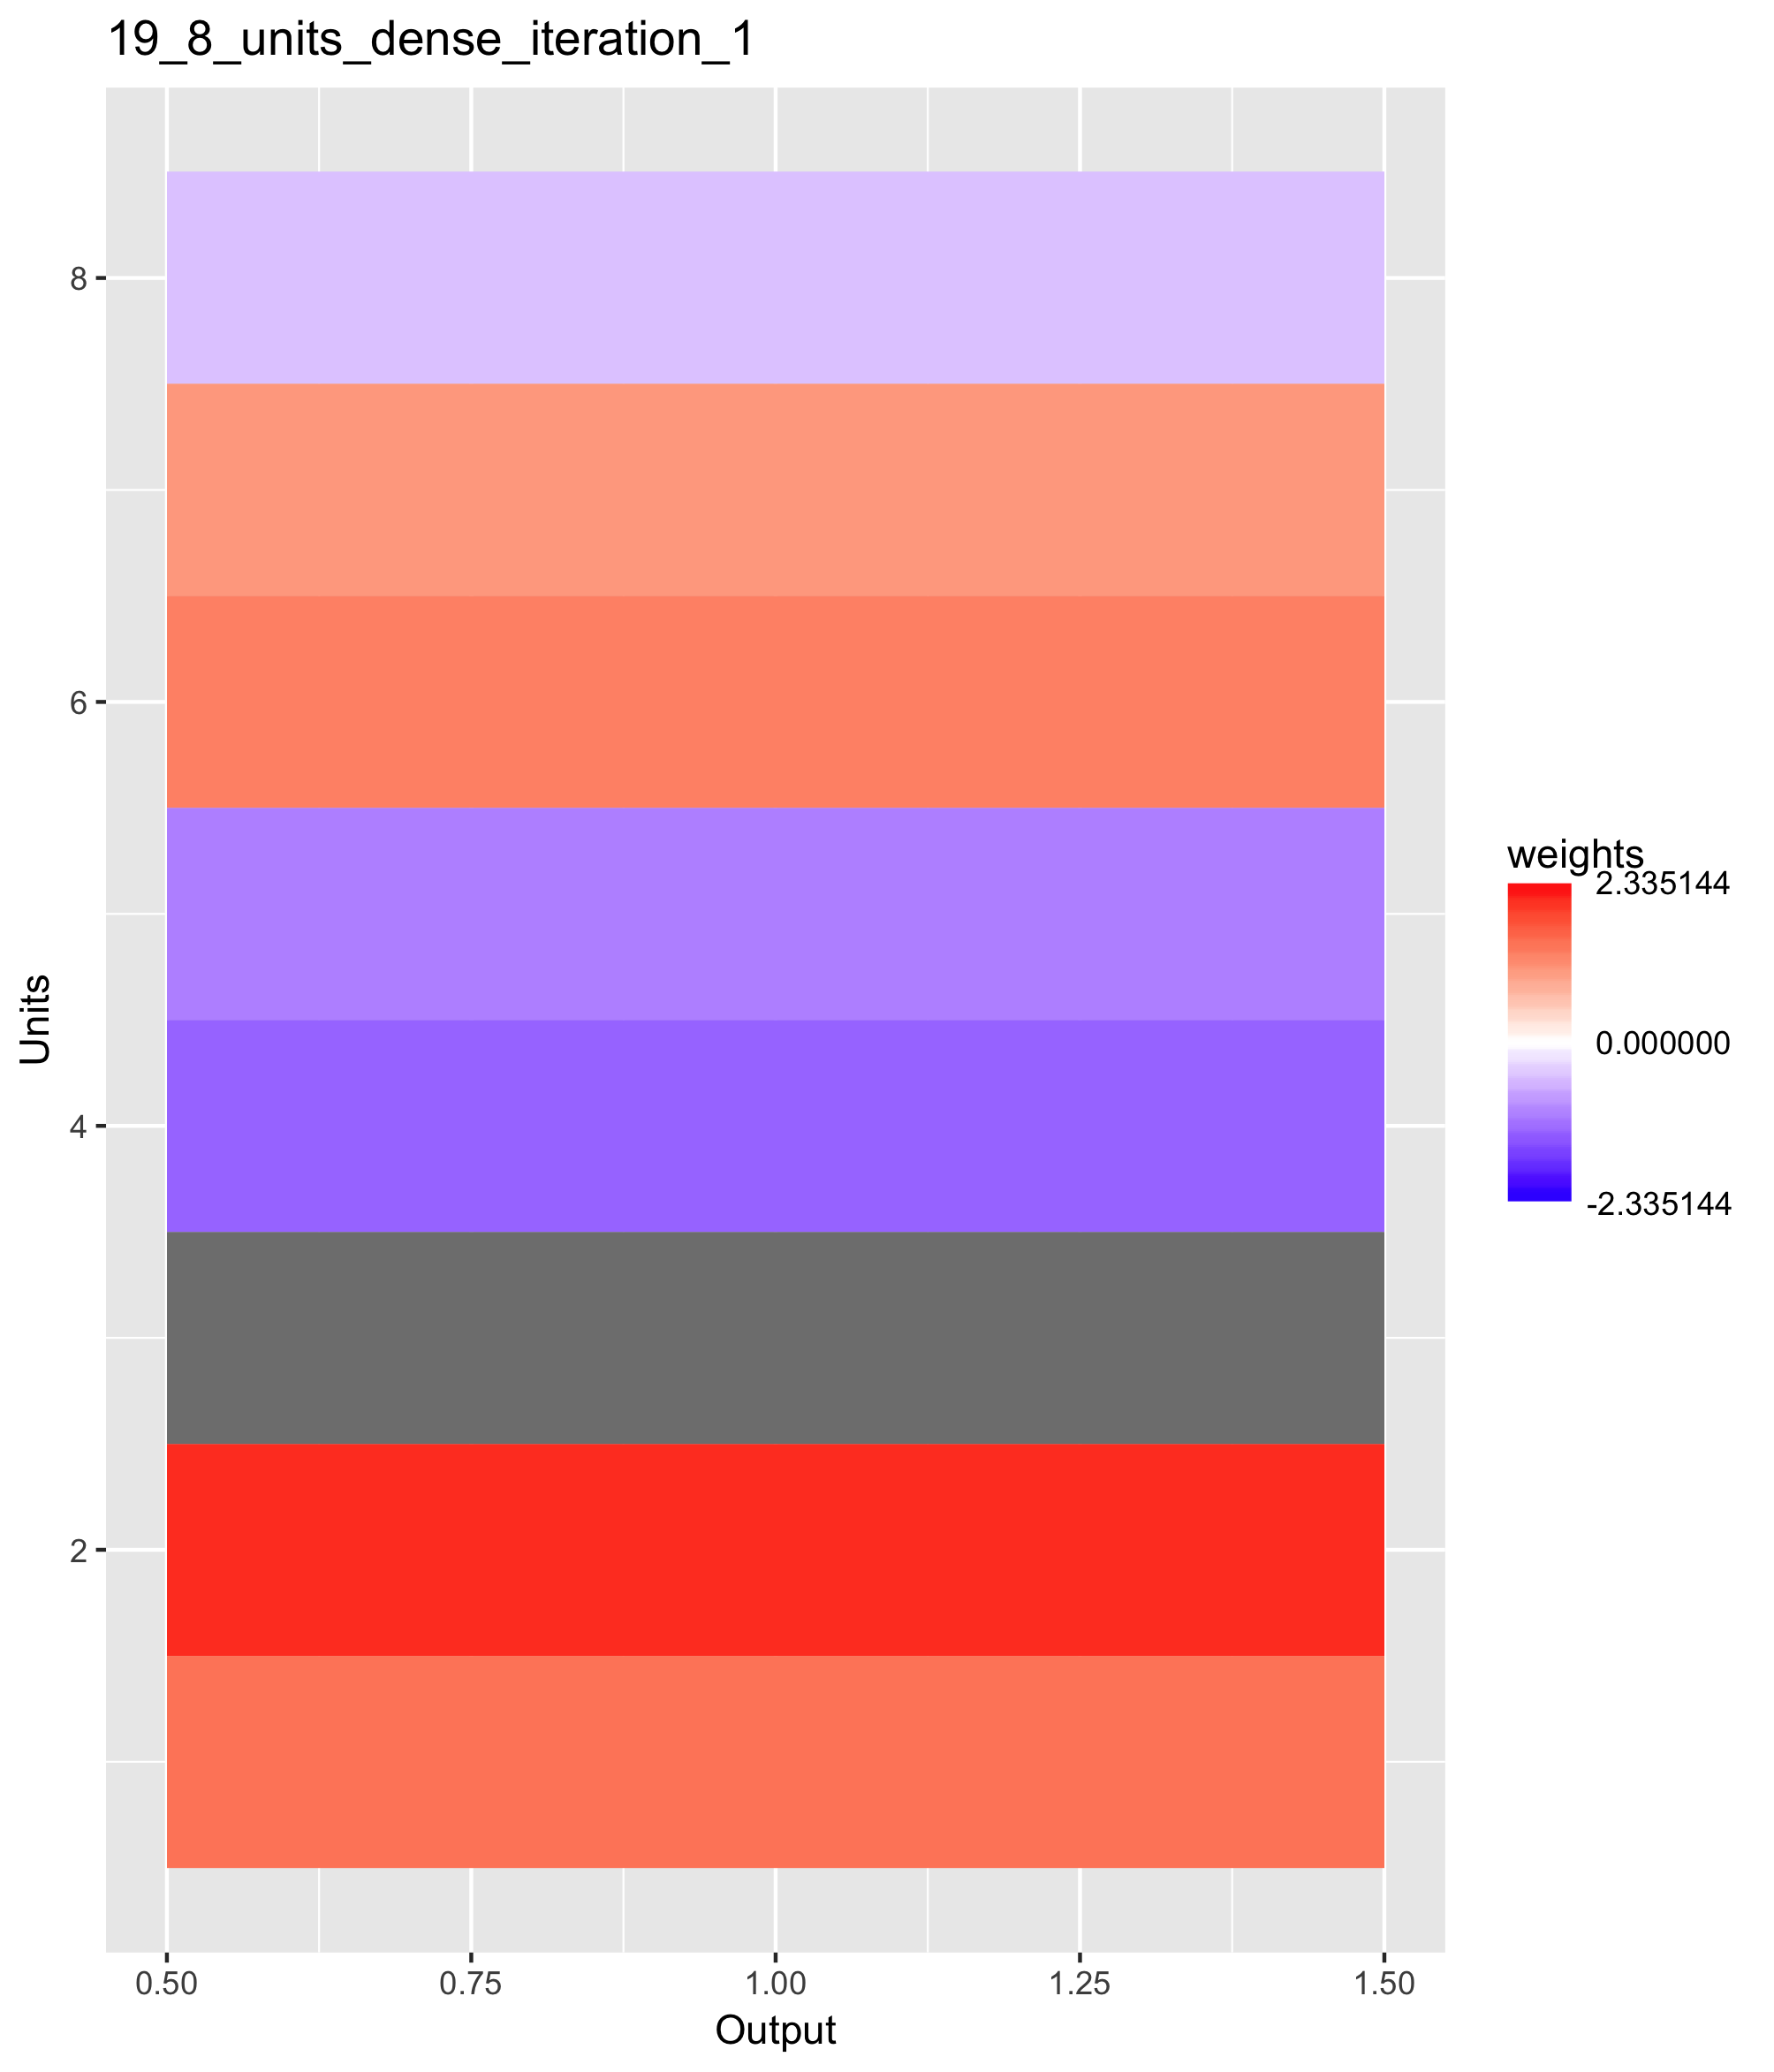 19_8_units_dense_iteration_1
8
6
4
2
Units
0.50 0.75 1.00 1.25 1.50
Output
weights
2.335144
0.000000
-2.335144